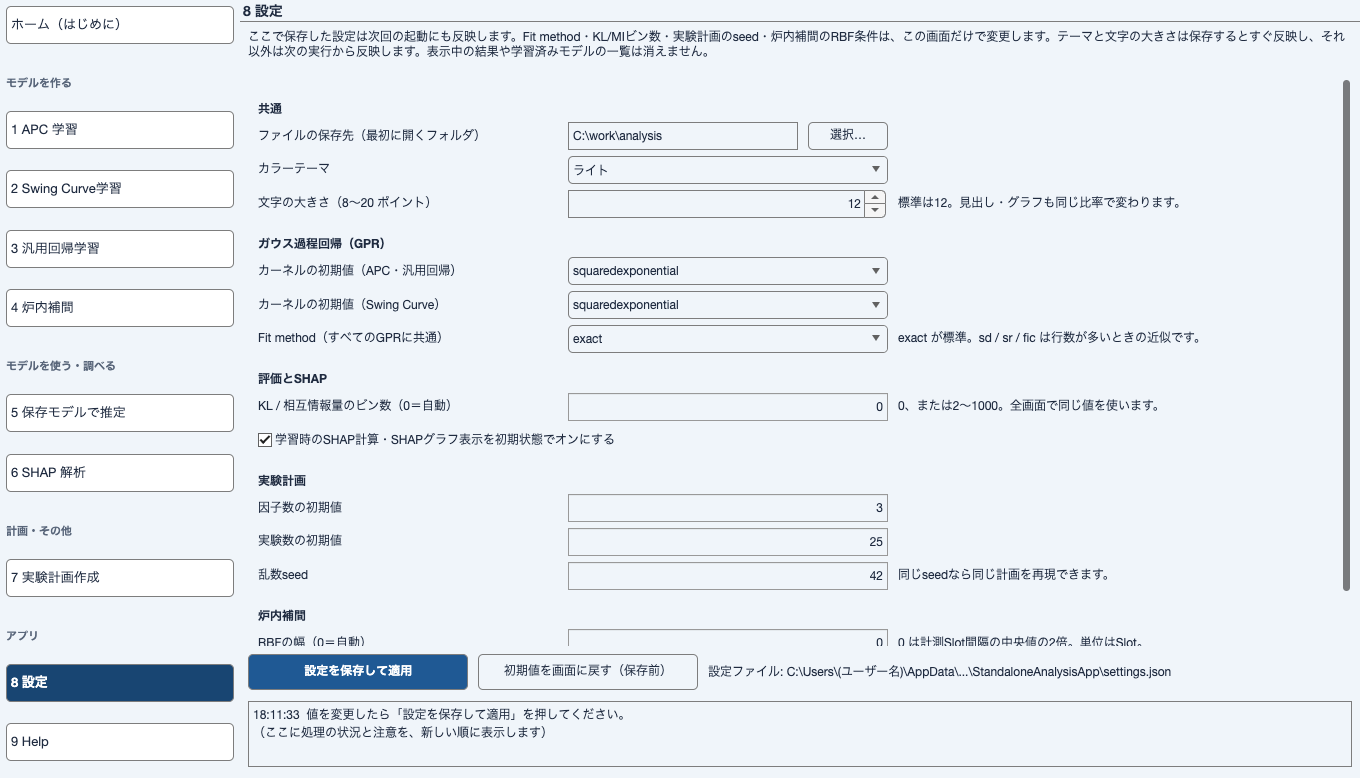 ホーム（はじめに）
モデルを作る
1 APC 学習
2 Swing Curve学習
3 汎用回帰学習
4 炉内補間
モデルを使う・調べる
5 保存モデルで推定
6 SHAP 解析
計画・その他
7 実験計画作成
アプリ
8 設定
9 Help
8 設定
ここで保存した設定は次回の起動にも反映します。Fit method・KL/MIビン数・実験計画のseed・炉内補間のRBF条件は、この画面だけで変更します。テーマと文字の大きさは保存するとすぐ反映し、それ
以外は次の実行から反映します。表示中の結果や学習済みモデルの一覧は消えません。
共通
ファイルの保存先（最初に開くフォルダ） C:\work\analysis 選択...
カラーテーマ ライト
文字の大きさ（8〜20 ポイント） 12 標準は12。見出し・グラフも同じ比率で変わります。
ガウス過程回帰（GPR）
カーネルの初期値（APC・汎用回帰） squaredexponential
カーネルの初期値（Swing Curve） squaredexponential
Fit method（すべてのGPRに共通） exact exact が標準。sd / sr / fic は行数が多いときの近似です。
評価とSHAP
KL / 相互情報量のビン数（0＝自動） 0 0、または2〜1000。全画面で同じ値を使います。
学習時のSHAP計算・SHAPグラフ表示を初期状態でオンにする
実験計画
因子数の初期値 3
実験数の初期値 25
乱数seed 42 同じseedなら同じ計画を再現できます。
炉内補間
RBFの幅（0＝自動） 0 0 は計測Slot間隔の中央値の2倍。単位はSlot。
設定を保存して適用 初期値を画面に戻す（保存前） 設定ファイル: C:\Users\(ユーザー名)\AppData\...\StandaloneAnalysisApp\settings.json
18:11:33 値を変更したら「設定を保存して適用」を押してください。
（ここに処理の状況と注意を、新しい順に表示します）